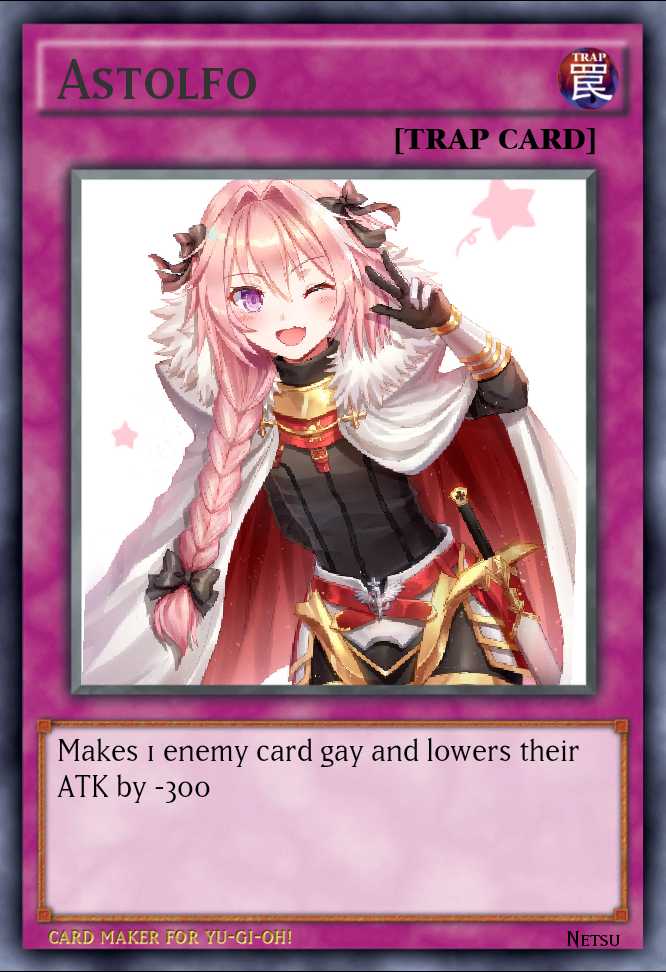 Astolfo
TRAP
罠
[TRAP CARD]
Makes 1 enemy card gay and lowers their
ATK by -300
CARD MAKER FOR YU-GI-OH!
Netsu